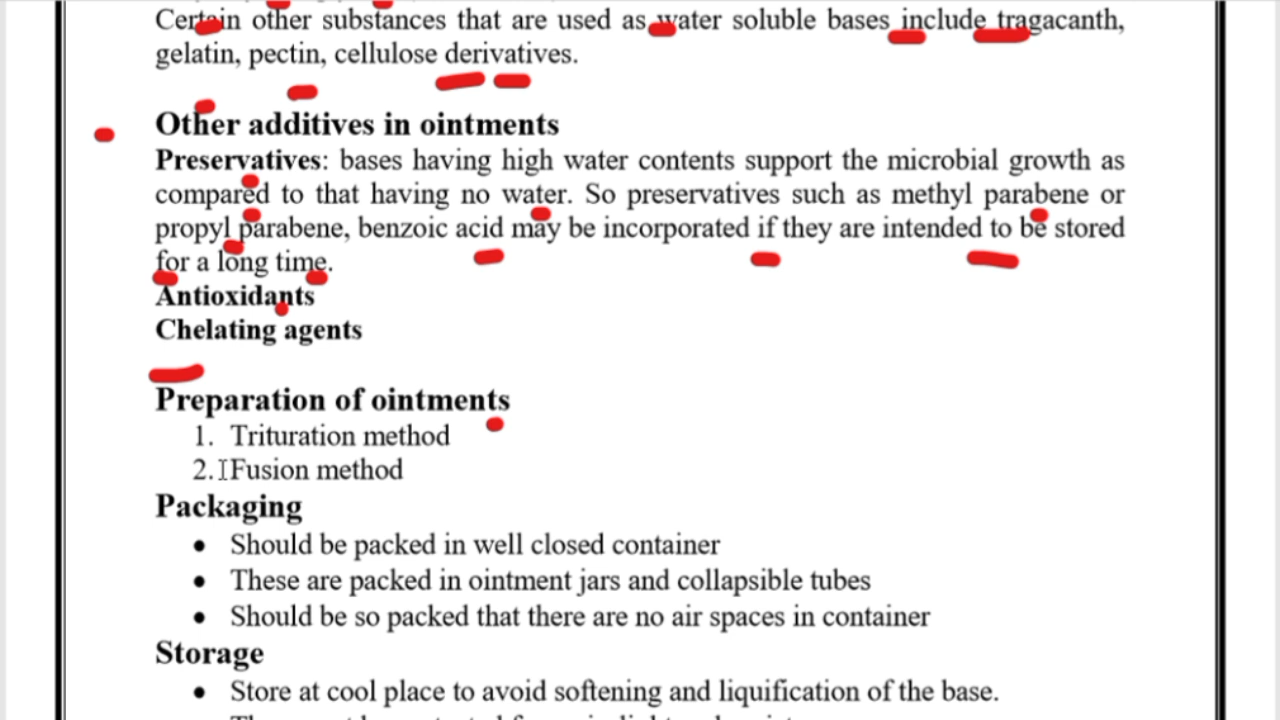 Certain other substances that are used as water soluble bases include tragacanth,
gelatin, pectin, cellulose derivatives.
Other additives in ointments
Preservatives: bases having high water contents support the microbial growth as
compared to that having no water. So preservatives such as methyl parabene or
propyl parabene, benzoic acid may be incorporated if they are intended to be stored
for a long time.
Antioxidants
Chelating agents
Preparation of ointments
1. Trituration method
2. Fusion method
Packaging
• Should be packed in well closed container
• These are packed in ointment jars and collapsible tubes
• Should be so packed that there are no air spaces in container
Storage
• Store at cool place to avoid softening and liquification of the base.